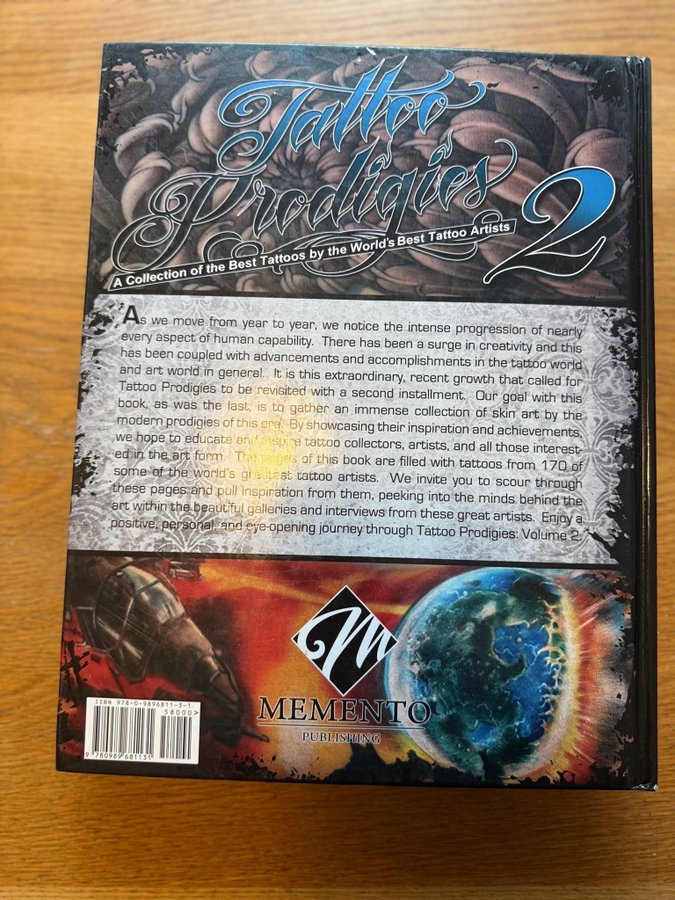 Tattoo
Prodigies 2
A Collection of the Best Tattoos by the World's Best Tattoo Artists
As we move from year to year, we notice the intense progression of nearly
every aspect of human capability. There has been a surge in creativity and this
has been coupled with advancements and accomplishments in the tattoo world
and art world in general. It is this extraordinary, recent growth that called for
Tattoo Prodigies to be revisited with a second installment. Our goal with this
book, as was the last, is to gather an immense collection of skin art by the
modern prodigies of this era. By showcasing their inspiration and achievements,
we hope to educate and inspire tattoo collectors, artists, and all those interest-
ed in the art form. The pages of this book are filled with tattoos from 170 of
some of the world's greatest tattoo artists. We invite you to scour through
these pages and pull inspiration from them, peeking into the minds behind the
art within the beautiful galleries and interviews from these great artists. Enjoy a
positive, personal, and eye-opening journey through Tattoo Prodigies: Volume 2.
M
MEMENTO
PUBLISHING
ISBN 978-0-9896811-3-1
58000>
9 780989 681131